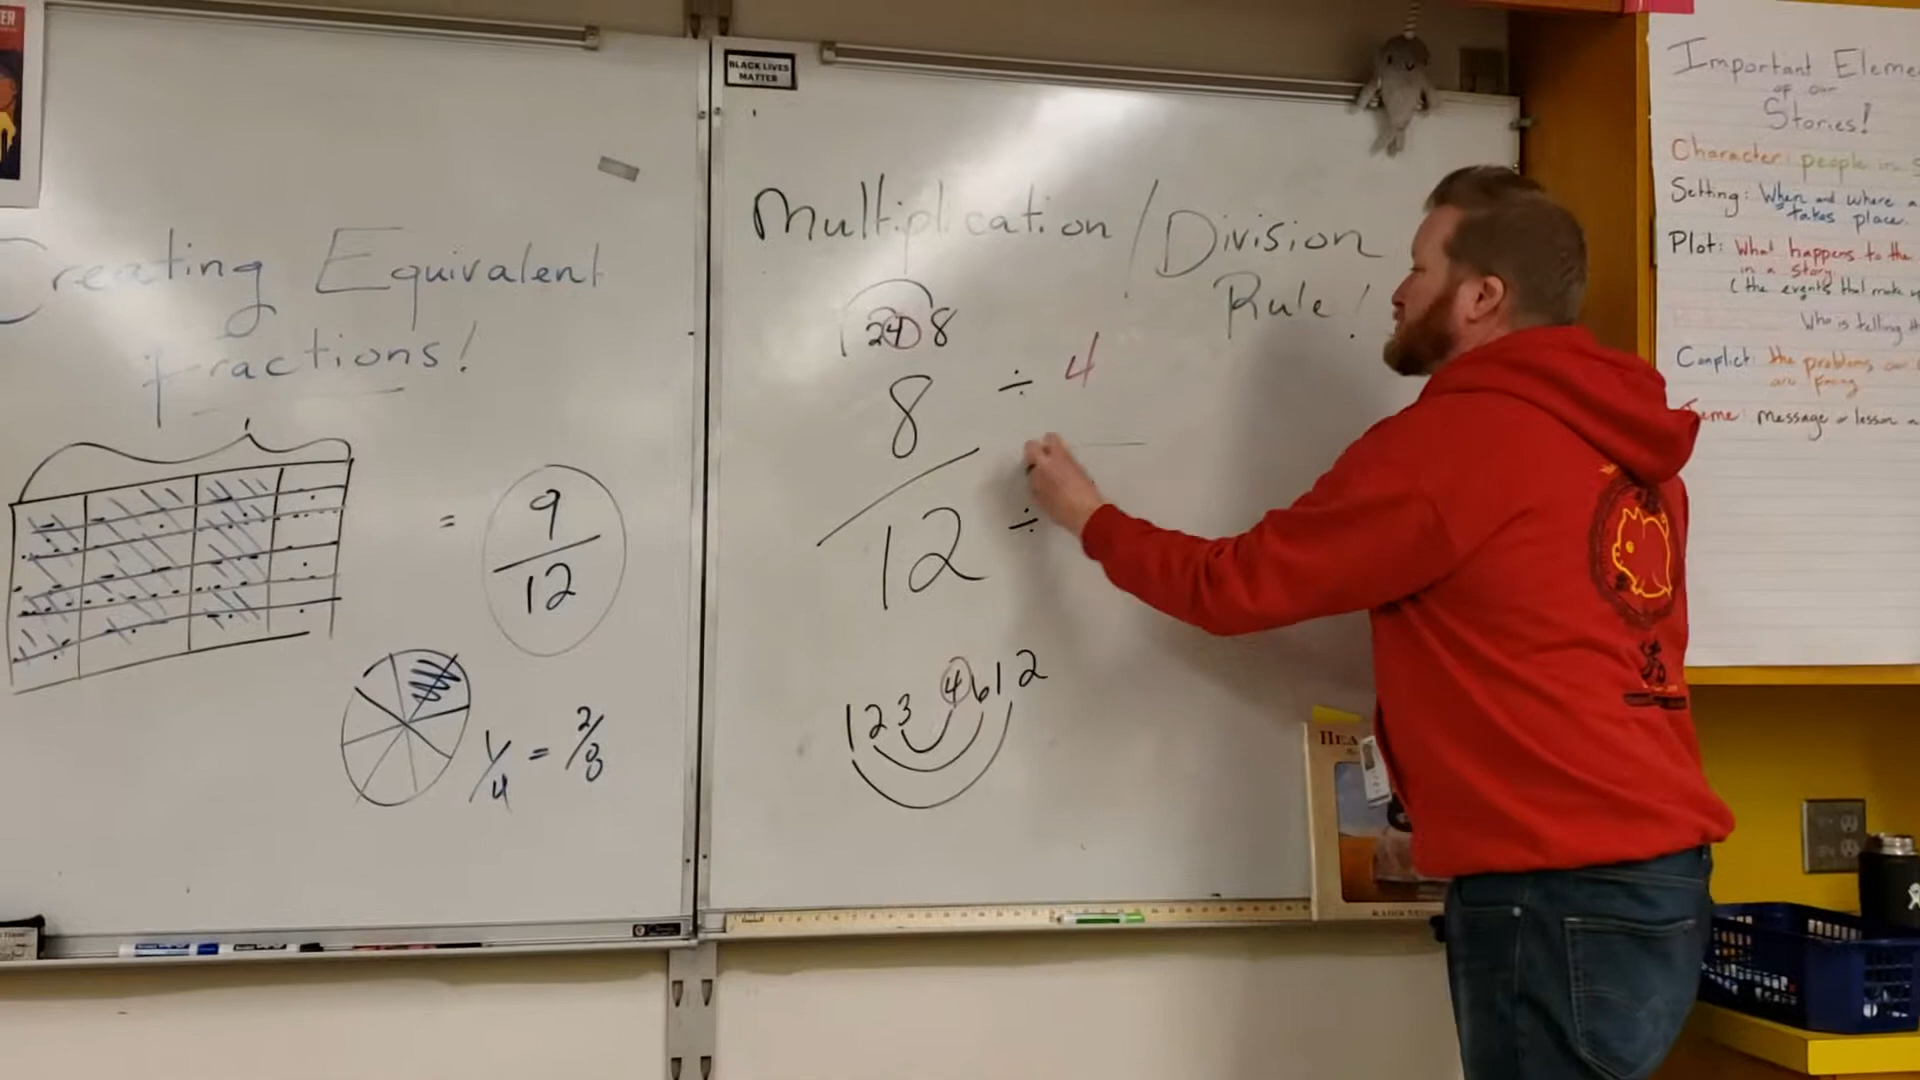 Creating Equivalent
Fractions!
= 9
12
1/4 = 2/8
BLACK LIVES
MATTER
Multiplication / Division
Rule!
1 2 4 8
8 ÷ 4
12 ÷
1 2 3 4 6 12
Important Eleme
of our
Stories!
Character: people in s
Setting: When and where a
takes place.
Plot: What happens to the
in a story
(the events that make u
Who is telling th
Conflict: the problems our
are facing
eme: message or lesson a
HEA